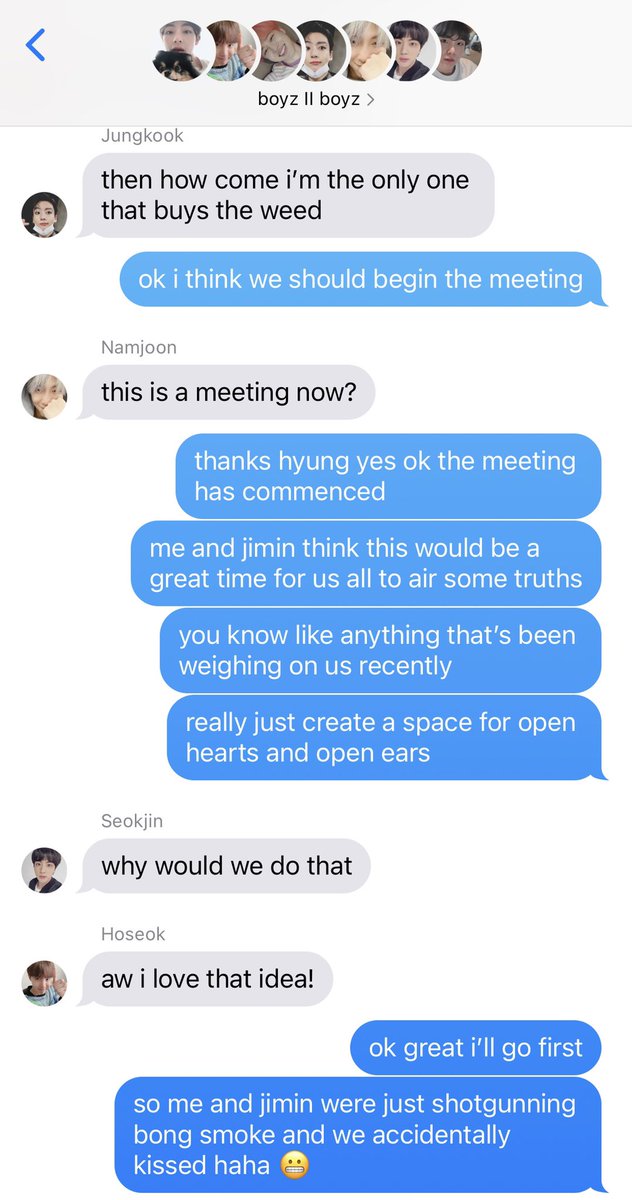 boyz II boyz
Jungkook
then how come i’m the only one
that buys the weed
ok i think we should begin the meeting
Namjoon
this is a meeting now?
thanks hyung yes ok the meeting
has commenced
me and jimin think this would be a
great time for us all to air some truths
you know like anything that’s been
weighing on us recently
really just create a space for open
hearts and open ears
Seokjin
why would we do that
Hoseok
aw i love that idea!
ok great i’ll go first
so me and jimin were just shotgunning
bong smoke and we accidentally
kissed haha 😬